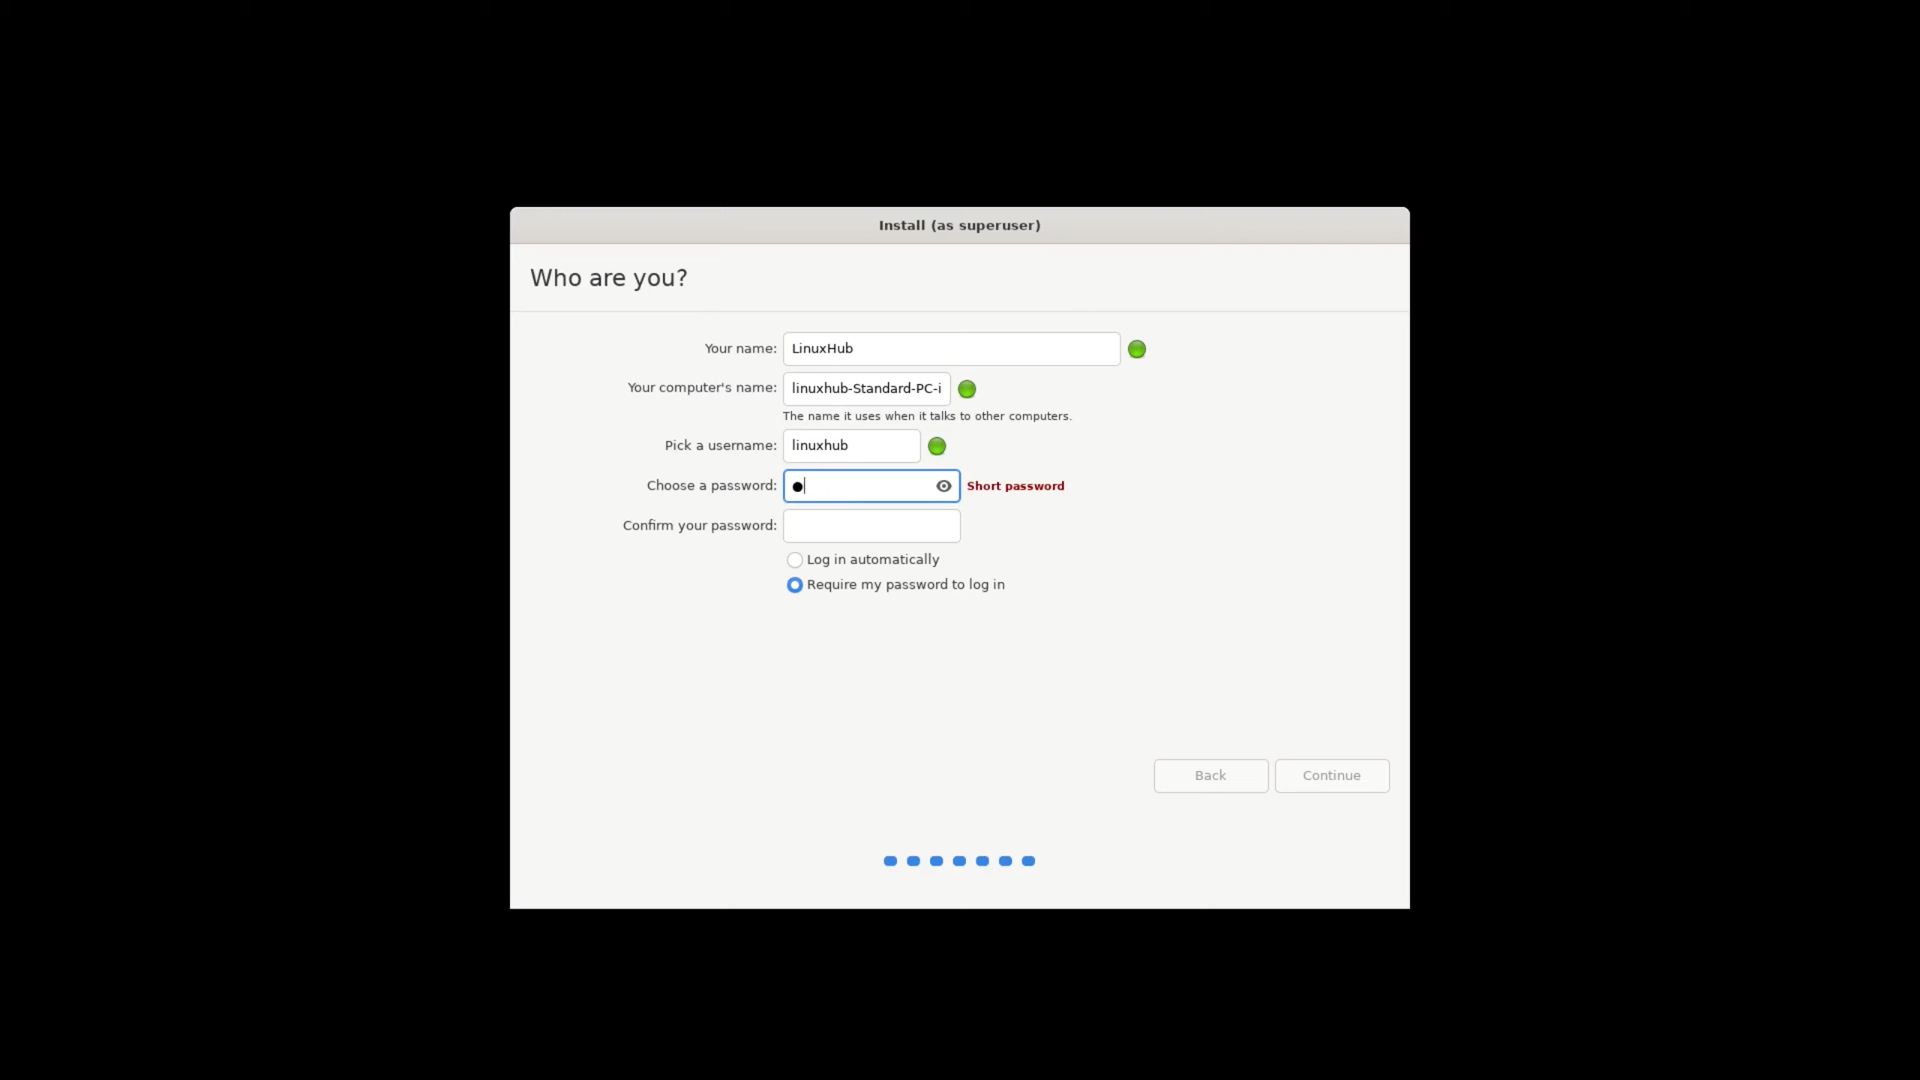 Install (as superuser)
Who are you?
Your name: LinuxHub
Your computer's name: linuxhub-Standard-PC-i
The name it uses when it talks to other computers.
Pick a username: linuxhub
Choose a password: ● Short password
Confirm your password:
Log in automatically
Require my password to log in
Back Continue